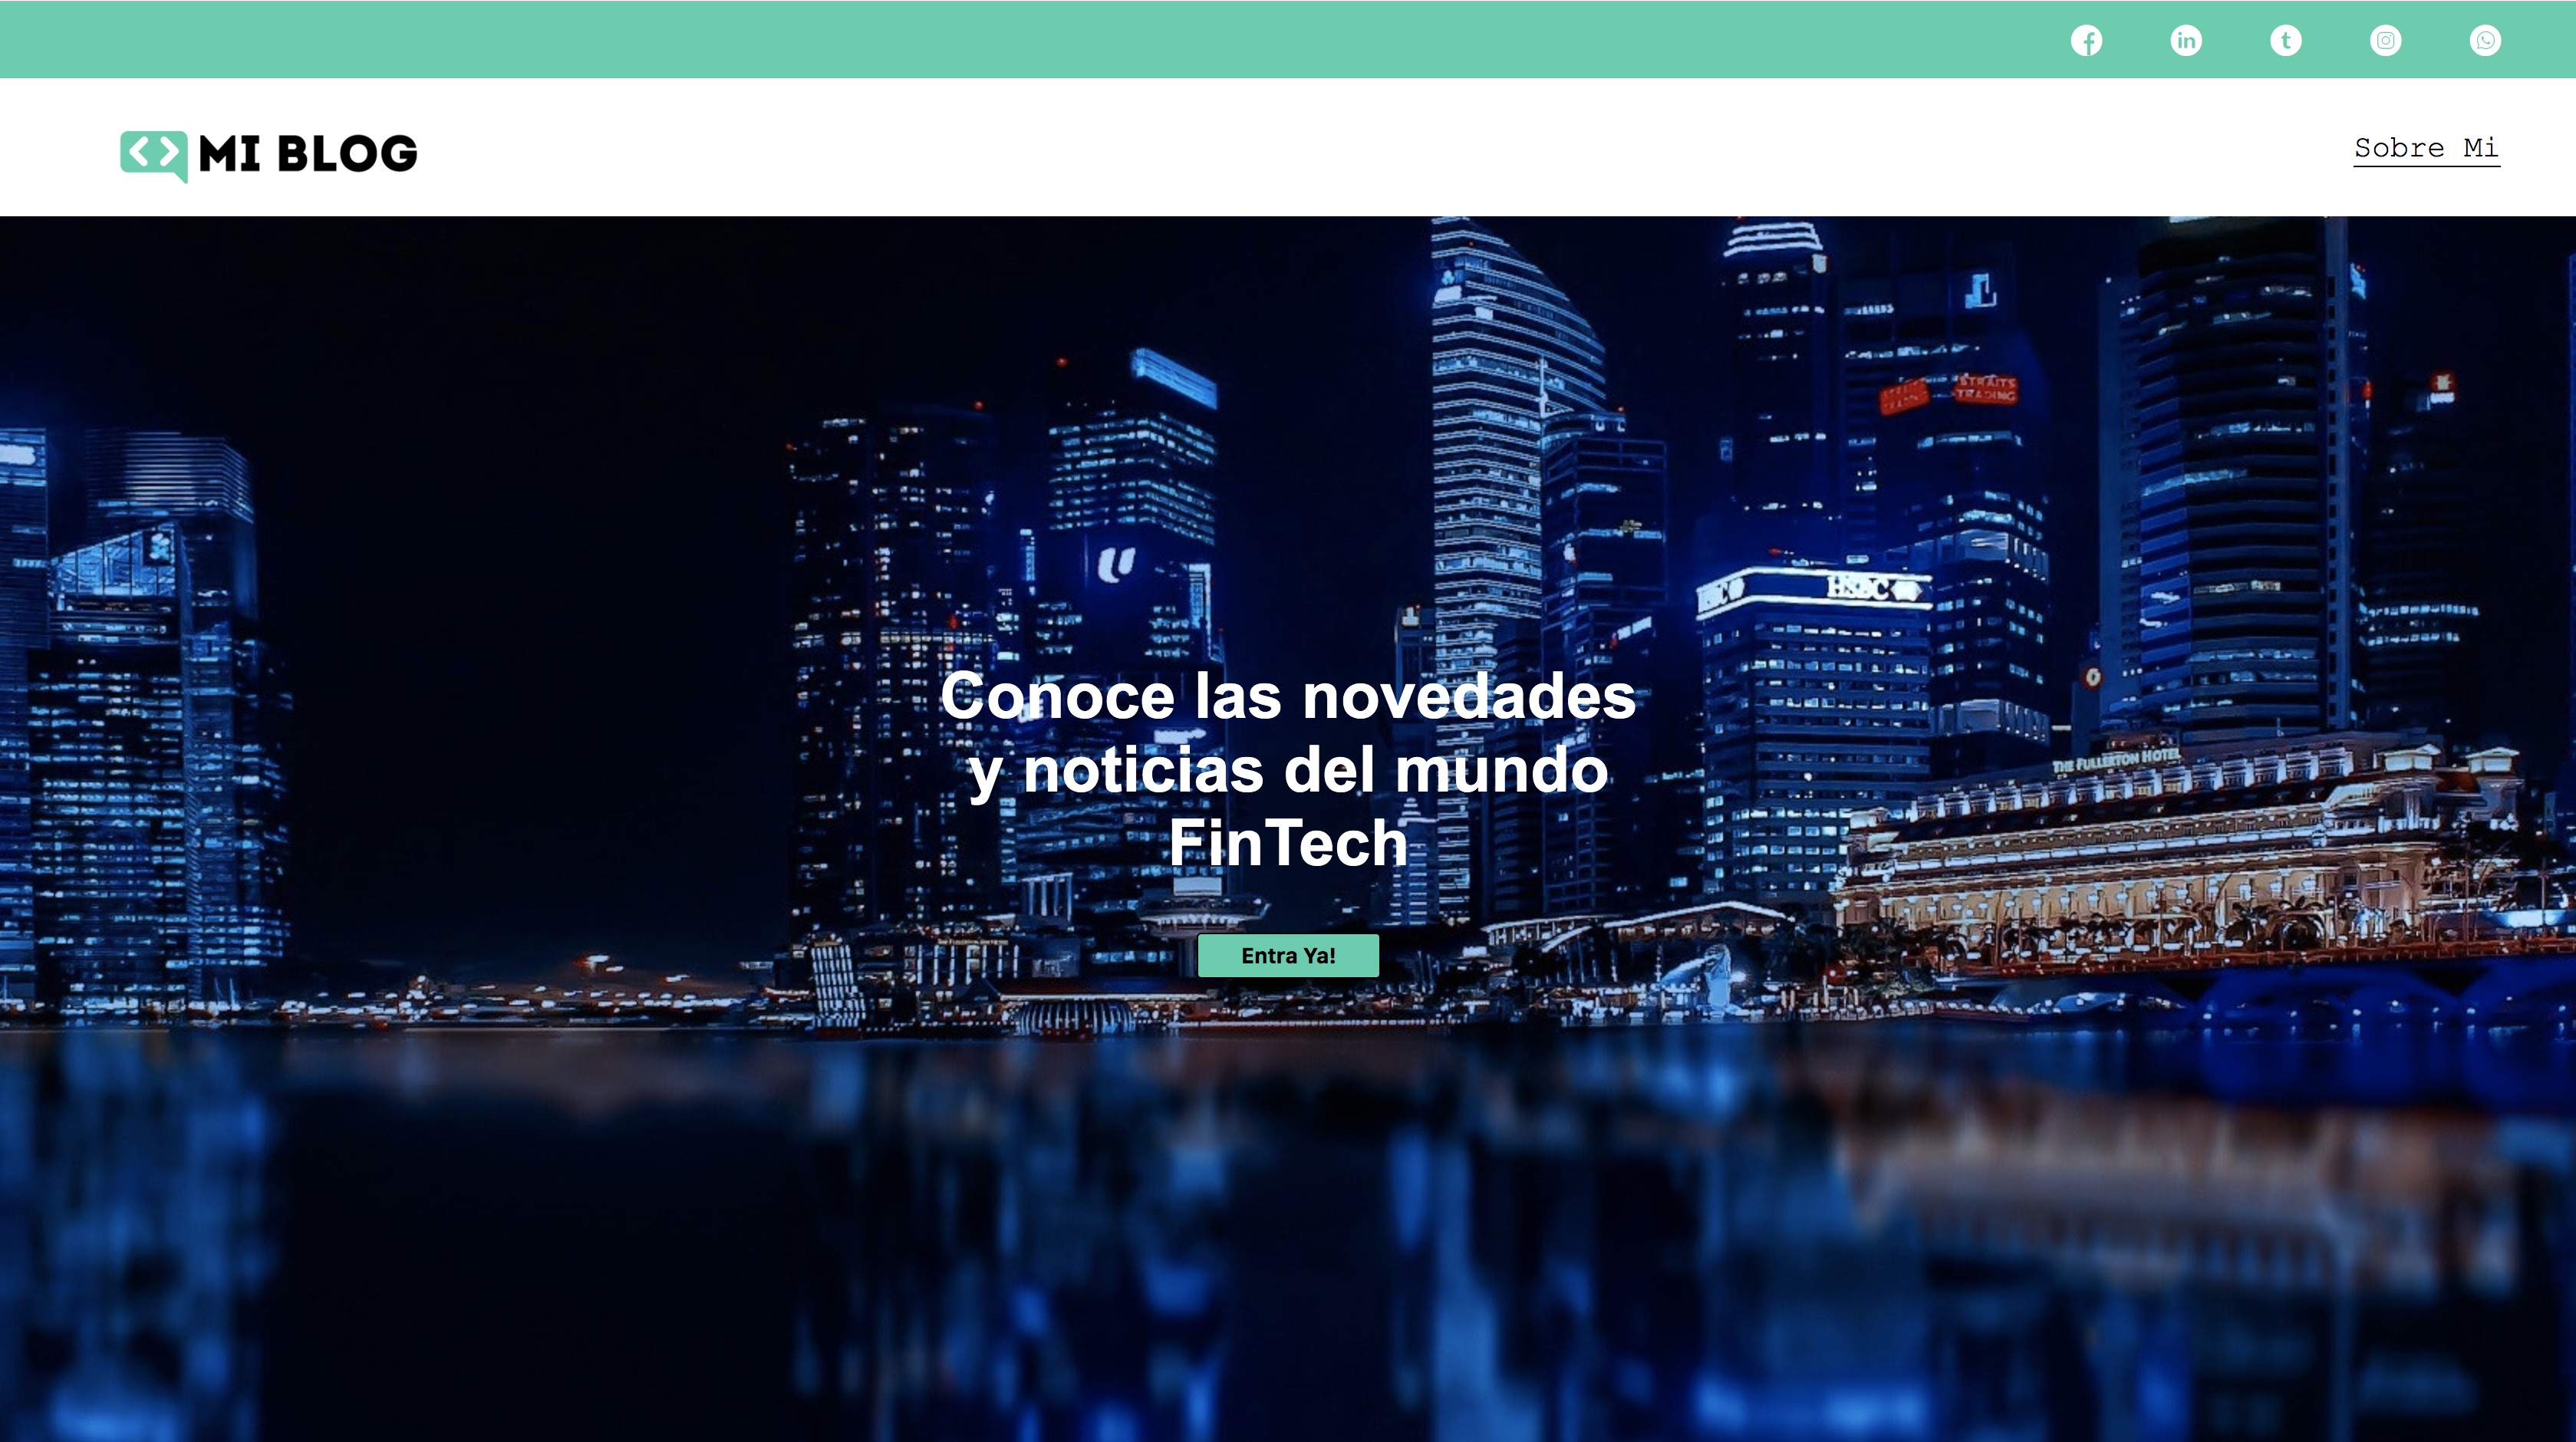 MI BLOG
Sobre Mi
STRAITS
TRADING
HSBC
Conoce las novedades
THE FULLERTON HOTEL
y noticias del mundo
FinTech
Entra Ya!